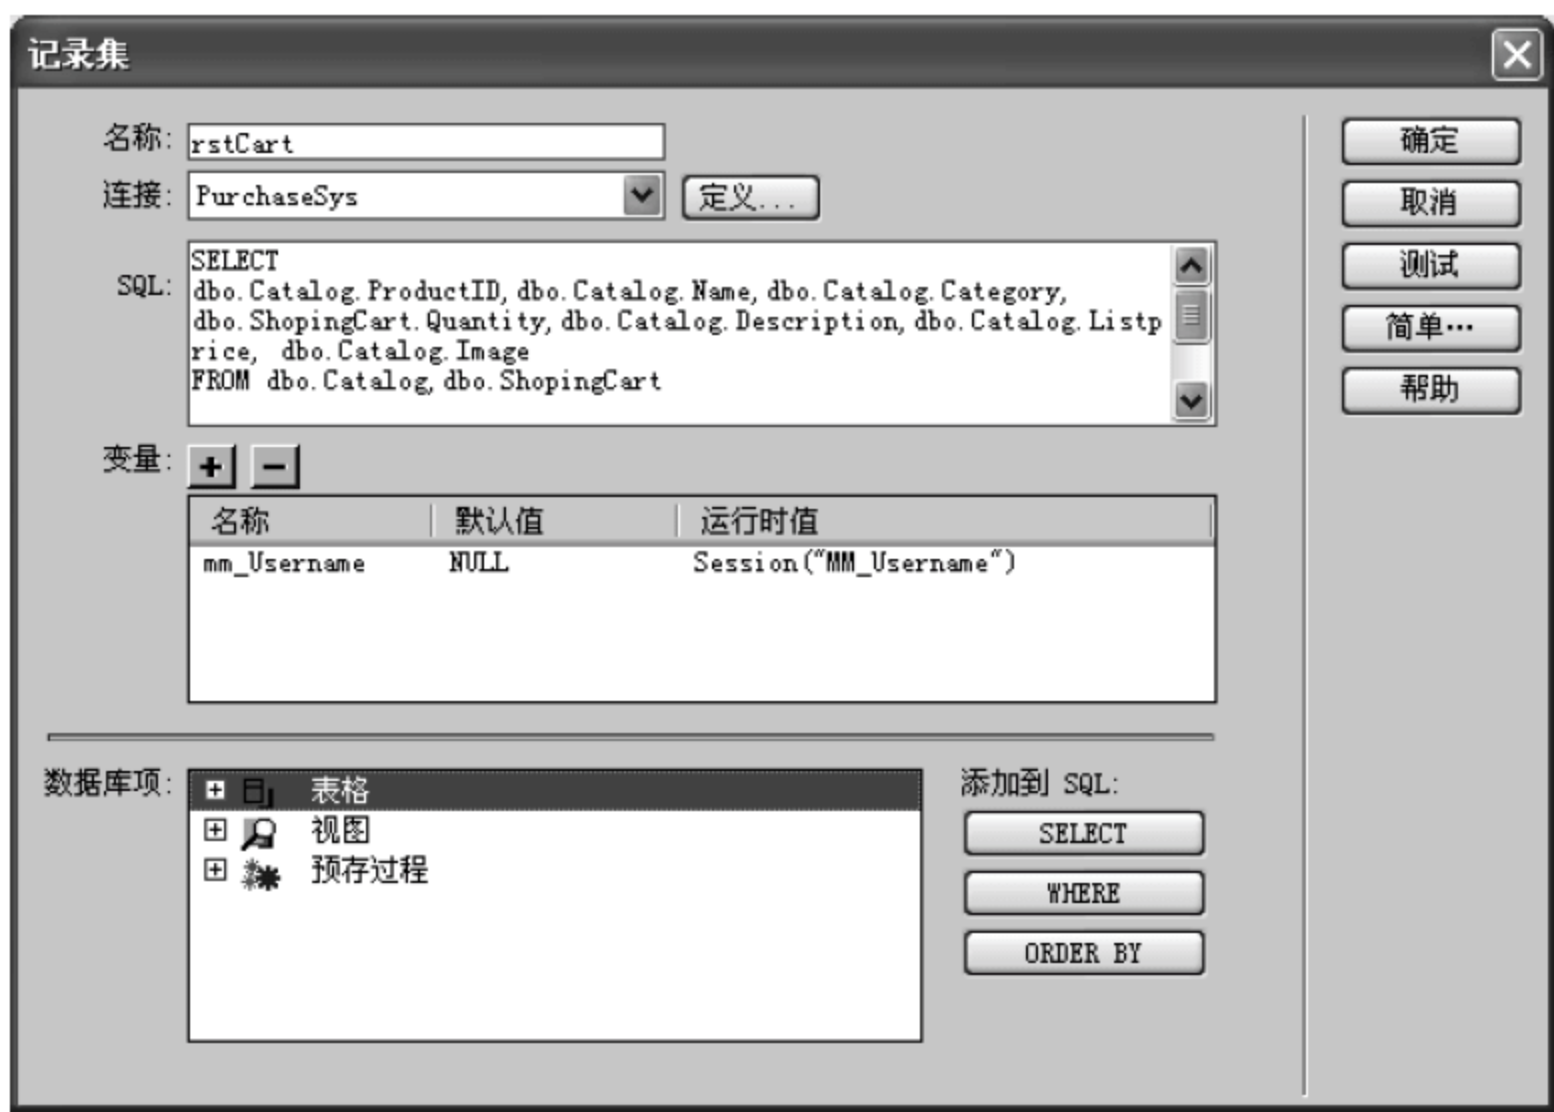 记录集
名称: rstCart
连接: PurchaseSys 定义...
SQL: SELECT
dbo.Catalog.ProductID, dbo.Catalog.Name, dbo.Catalog.Category,
dbo.ShopingCart.Quantity, dbo.Catalog.Description, dbo.Catalog.Listp
rice, dbo.Catalog.Image
FROM dbo.Catalog, dbo.ShopingCart
变量: + -
名称 默认值 运行时值
mm_Username NULL Session("MM_Username")
数据库项: 表格
视图
预存过程
添加到 SQL:
SELECT
WHERE
ORDER BY
确定
取消
测试
简单…
帮助